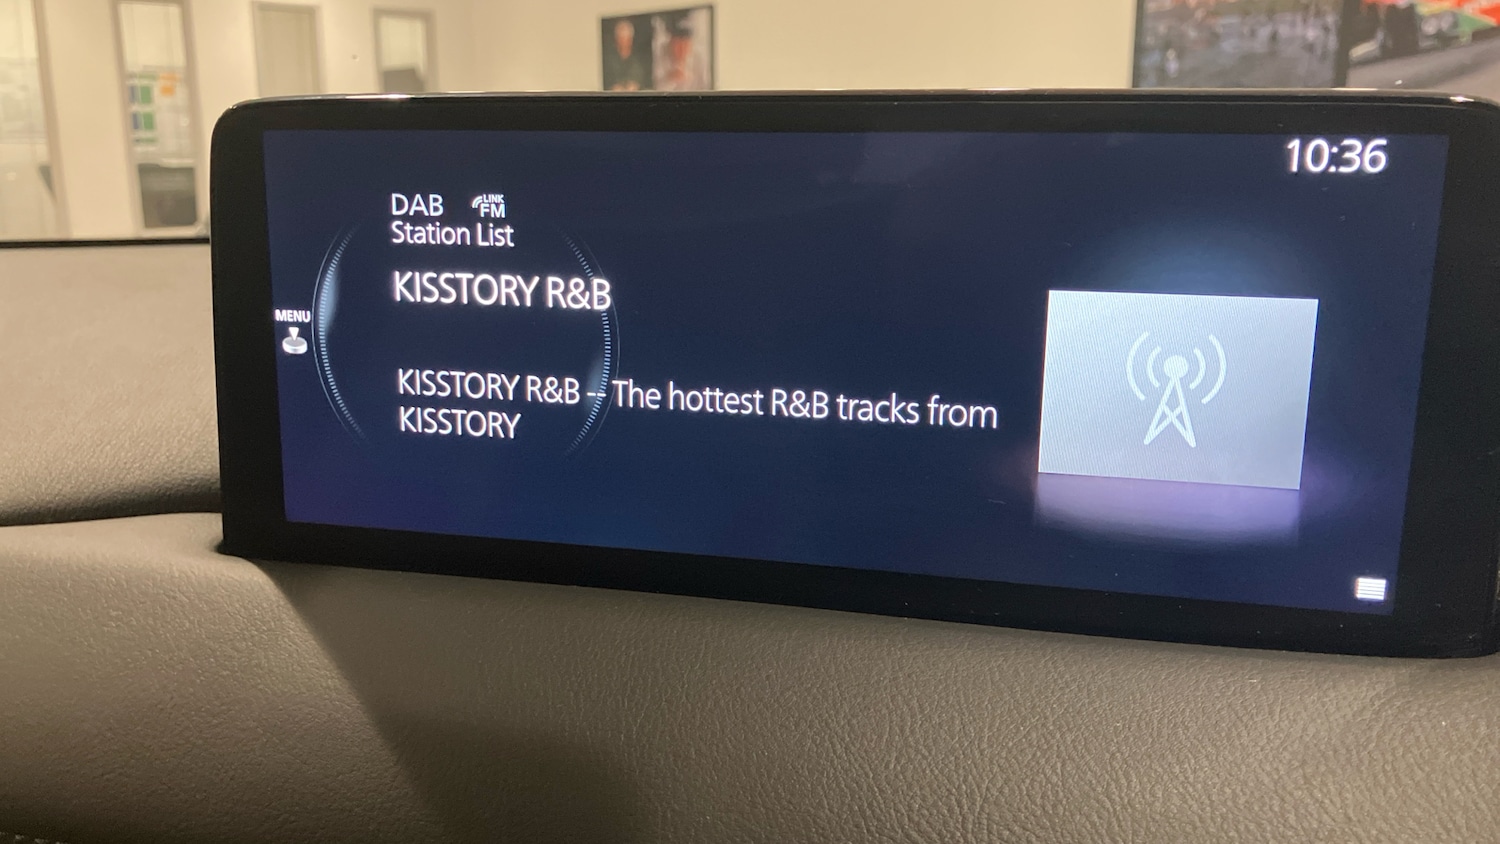 10:36
DAB LINK FM
Station List
KISSTORY R&B
MENU
KISSTORY R&B -- The hottest R&B tracks from
KISSTORY